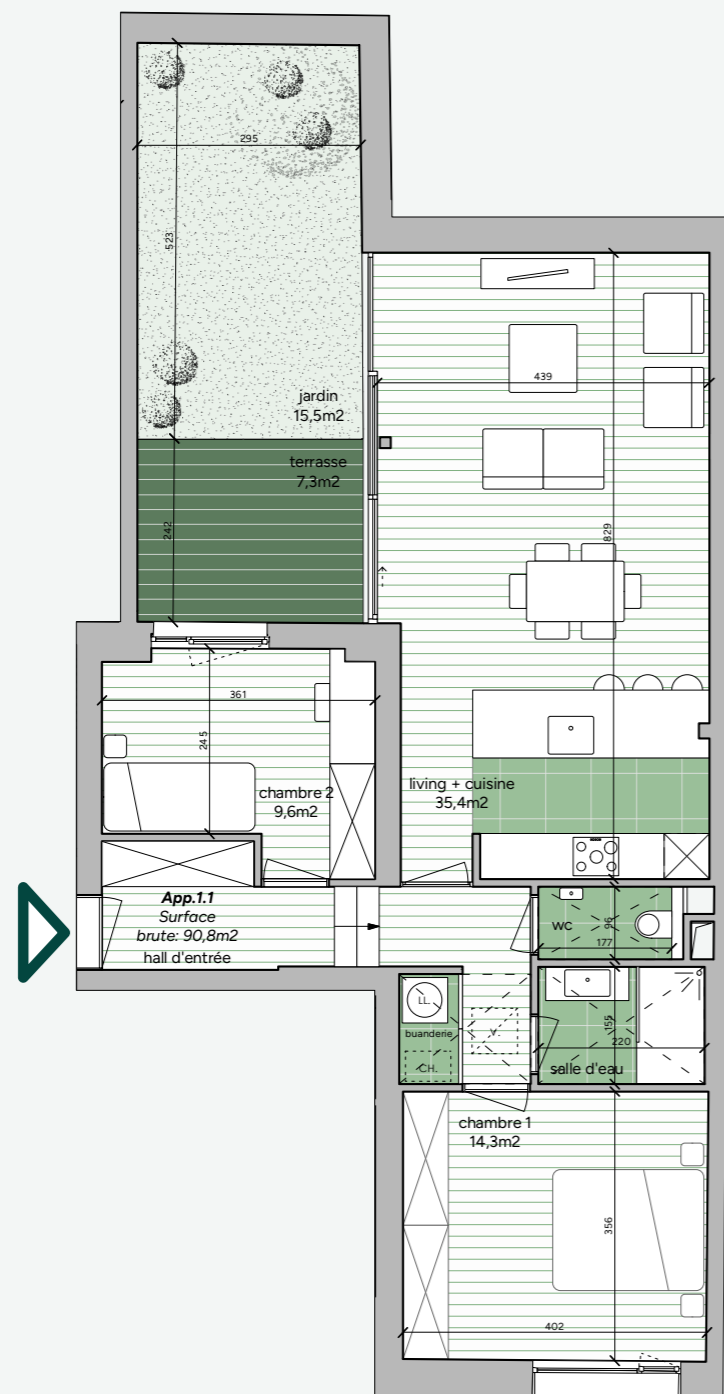 295
523
jardin
15,5m2
439
terrasse
7,3m2
242
829
361
245
chambre 2
9,6m2
living + cuisine
35,4m2
App.1.1
Surface
brute: 90,8m2
hall d'entrée
WC
96
177
LL.
buanderie
CH.
V.
155
220
salle d'eau
chambre 1
14,3m2
356
402